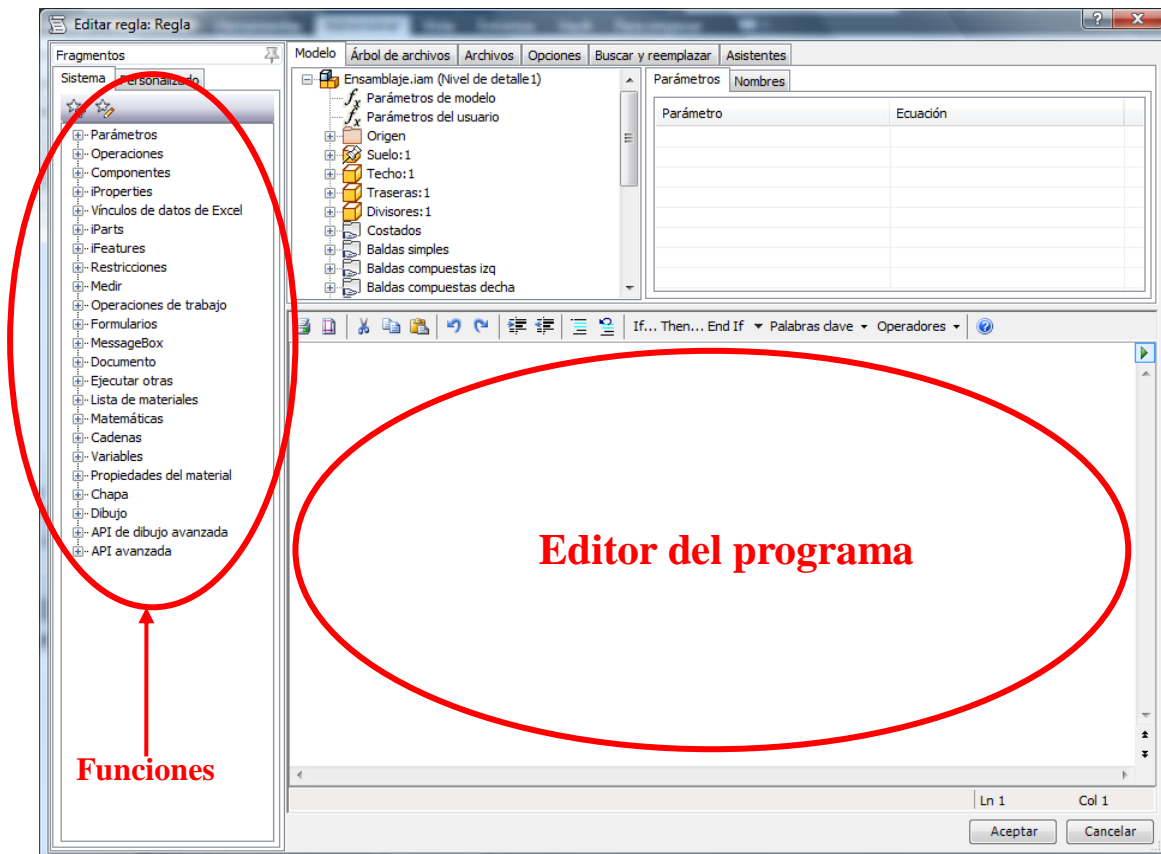 Editar regla: Regla
Fragmentos
Sistema Personalizado
Parámetros
Operaciones
Componentes
iProperties
Vínculos de datos de Excel
iParts
iFeatures
Restricciones
Medir
Operaciones de trabajo
Formularios
MessageBox
Documento
Ejecutar otras
Lista de materiales
Matemáticas
Cadenas
Variables
Propiedades del material
Chapa
Dibujo
API de dibujo avanzada
API avanzada
Funciones
Modelo Árbol de archivos Archivos Opciones Buscar y reemplazar Asistentes
Ensamblaje.iam (Nivel de detalle1)
fx Parámetros de modelo
fx Parámetros del usuario
Origen
Suelo:1
Techo:1
Traseras:1
Divisores:1
Costados
Baldas simples
Baldas compuestas izq
Baldas compuestas decha
Parámetros Nombres
Parámetro Ecuación
If... Then... End If Palabras clave Operadores
Editor del programa
Ln 1 Col 1
Aceptar Cancelar